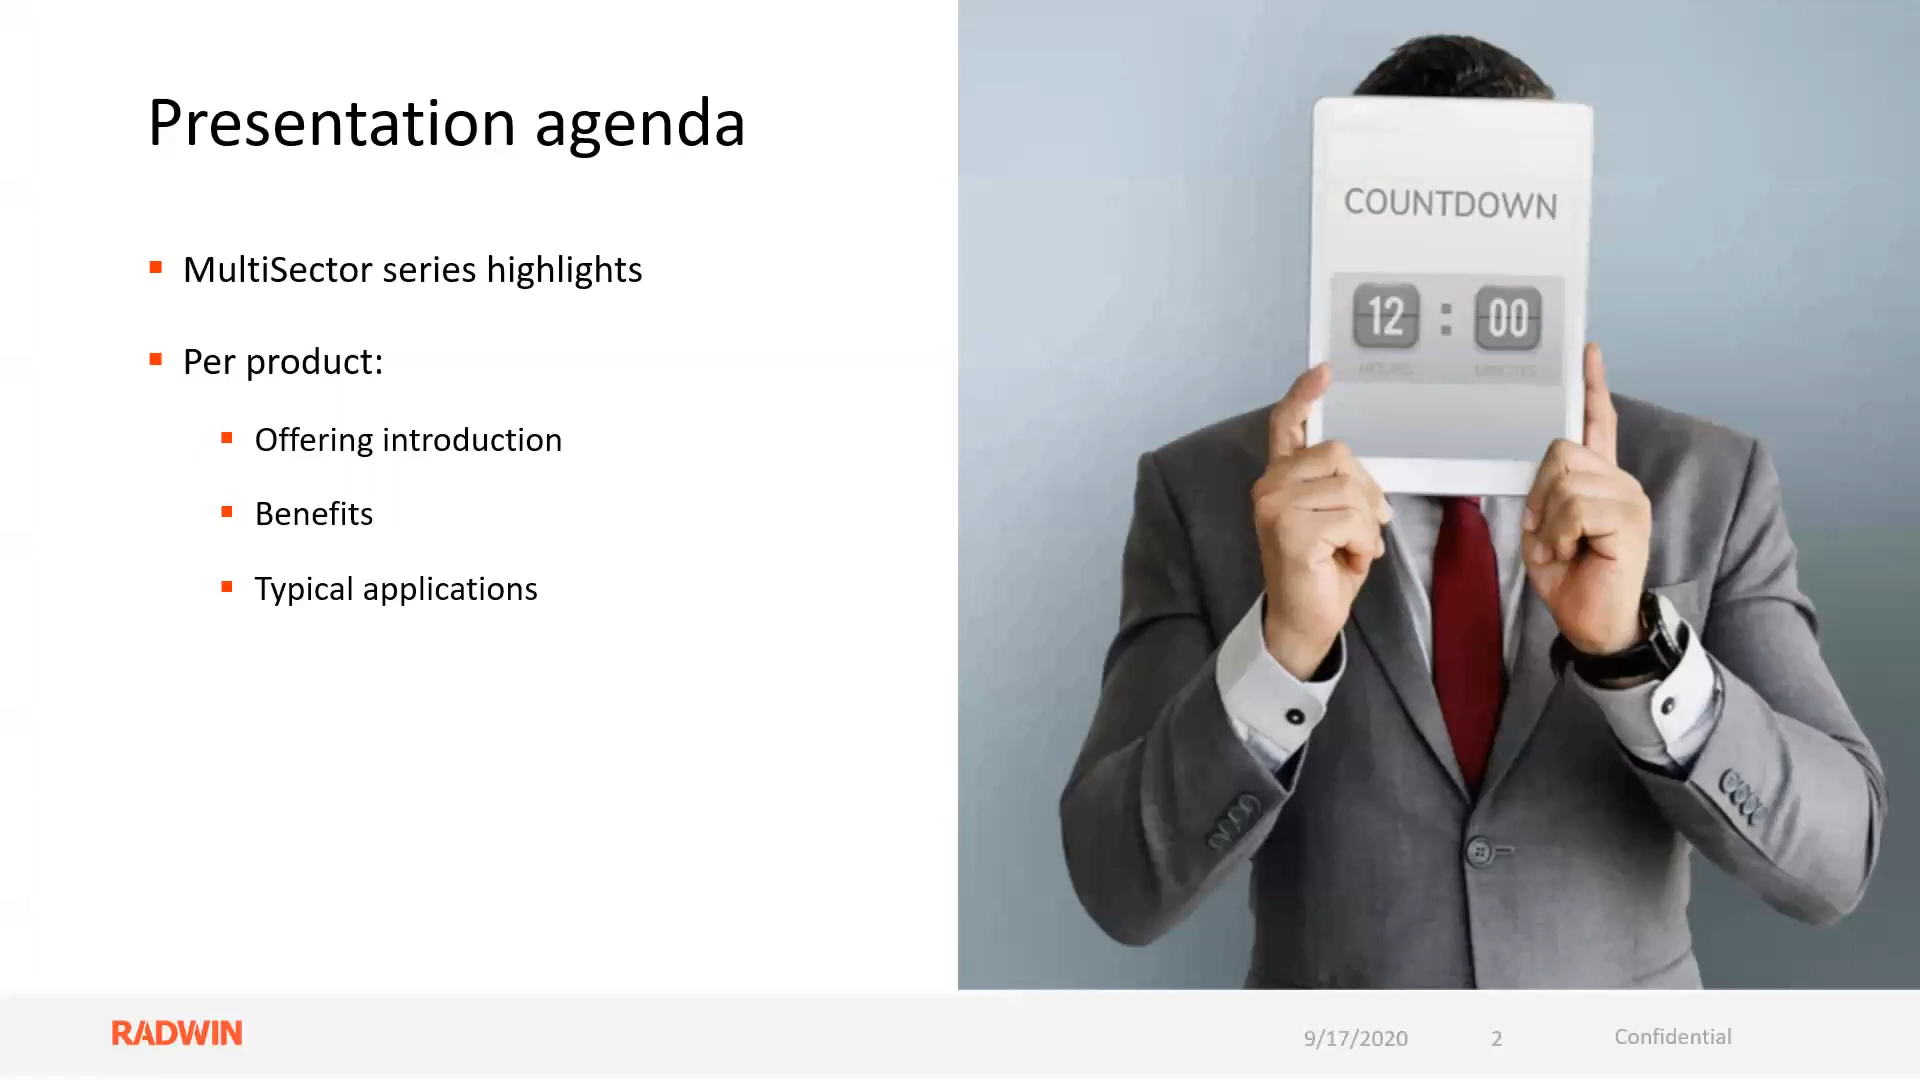 Presentation agenda
MultiSector series highlights
Per product:
Offering introduction
Benefits
Typical applications
COUNTDOWN
12 : 00
HOURS MINUTES
RADWIN
9/17/2020
2
Confidential